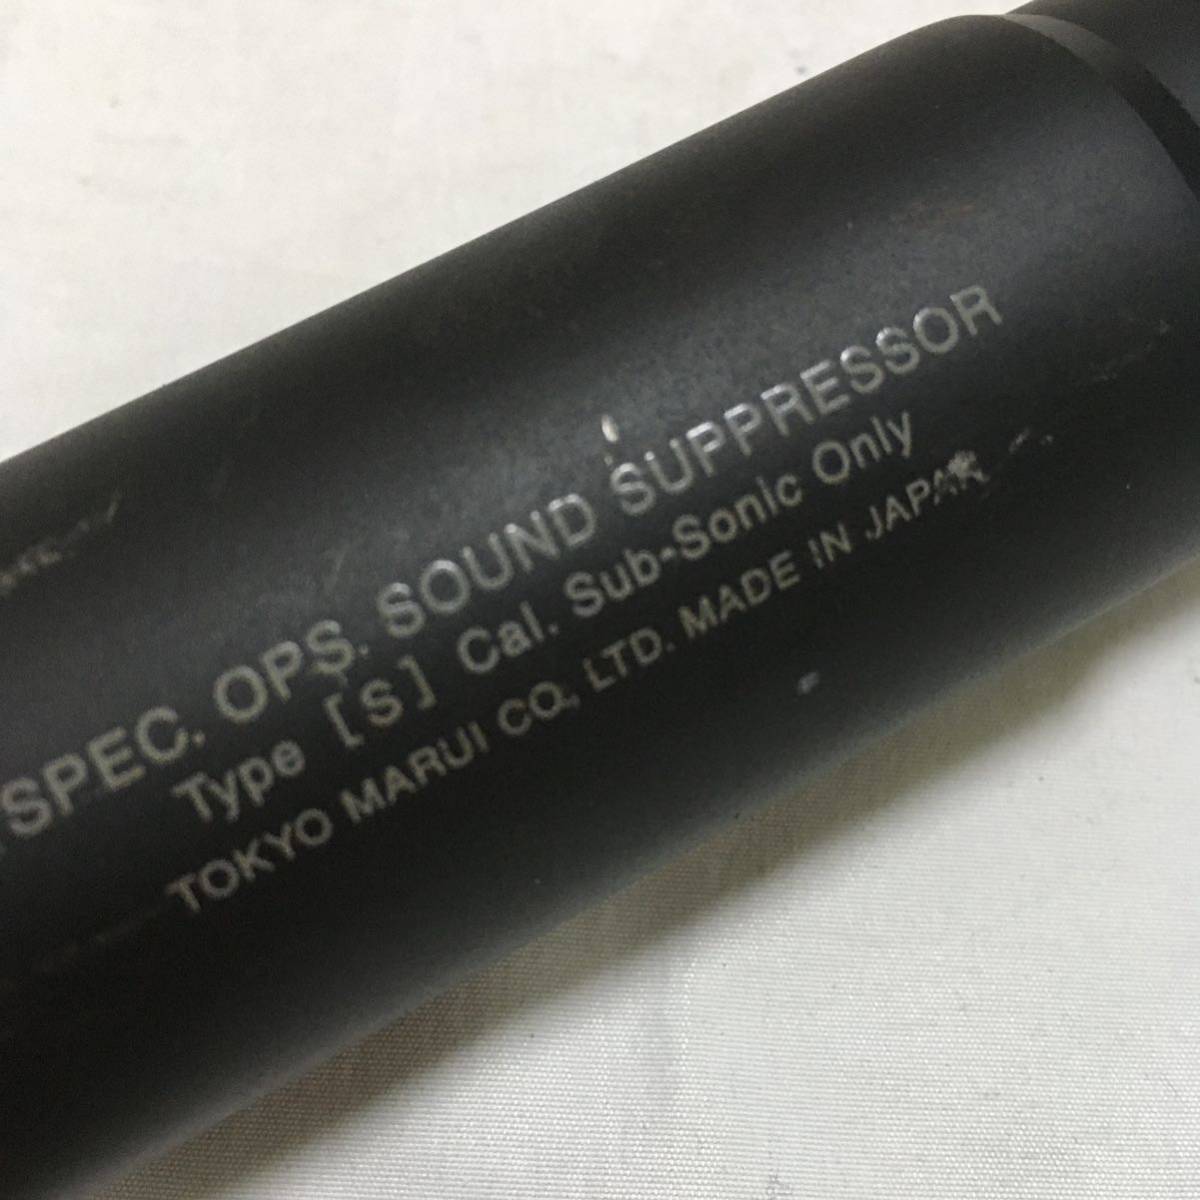 SPEC. OPS. SOUND SUPPRESSOR
Type [S] Cal. Sub-Sonic Only
TOKYO MARUI CO., LTD. MADE IN JAPAN